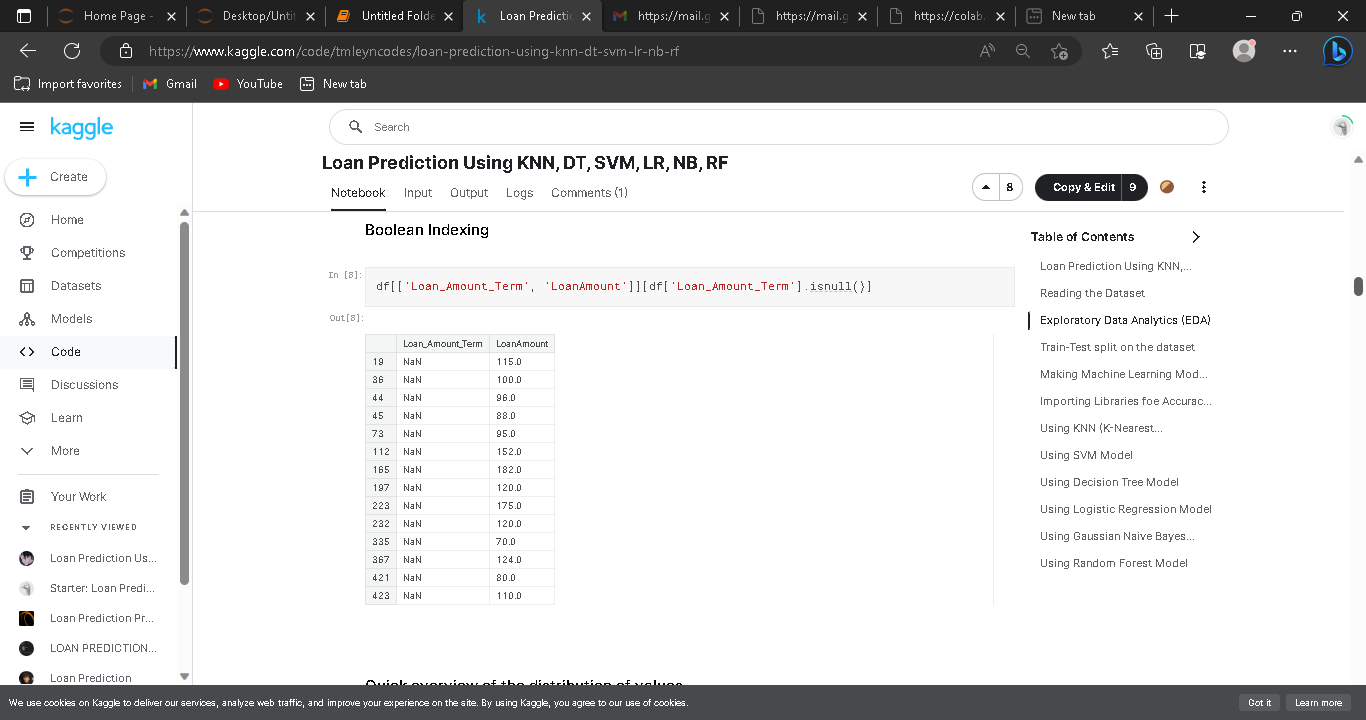 Home Page -
Desktop/Unti
Untitled Folde
Loan Predictic
https://mail.g
https://mail.g
https://colab.
New tab
https://www.kaggle.com/code/tmleyncodes/loan-prediction-using-knn-dt-svm-lr-nb-rf
Import favorites
Gmail
YouTube
New tab
kaggle
Search
Create
Home
Competitions
Datasets
Models
Code
Discussions
Learn
More
Your Work
RECENTLY VIEWED
Loan Prediction Us...
Starter: Loan Predi...
Loan Prediction Pr...
LOAN PREDICTION...
Loan Prediction
Loan Prediction Using KNN, DT, SVM, LR, NB, RF
Notebook Input Output Logs Comments (1)
8
Copy & Edit 9
Boolean Indexing
In [8]:
df[['Loan_Amount_Term', 'LoanAmount']][df['Loan_Amount_Term'].isnull()]
Out[8]:
Loan_Amount_Term LoanAmount
19 NaN 115.0
36 NaN 100.0
44 NaN 96.0
45 NaN 88.0
73 NaN 95.0
112 NaN 152.0
165 NaN 182.0
197 NaN 120.0
223 NaN 175.0
232 NaN 120.0
335 NaN 70.0
367 NaN 124.0
421 NaN 80.0
423 NaN 110.0
Quick overview of the distribution of values
Table of Contents
Loan Prediction Using KNN,...
Reading the Dataset
Exploratory Data Analytics (EDA)
Train-Test split on the dataset
Making Machine Learning Mod...
Importing Libraries foe Accurac...
Using KNN (K-Nearest...
Using SVM Model
Using Decision Tree Model
Using Logistic Regression Model
Using Gaussian Naive Bayes...
Using Random Forest Model
We use cookies on Kaggle to deliver our services, analyze web traffic, and improve your experience on the site. By using Kaggle, you agree to our use of cookies.
Got it
Learn more